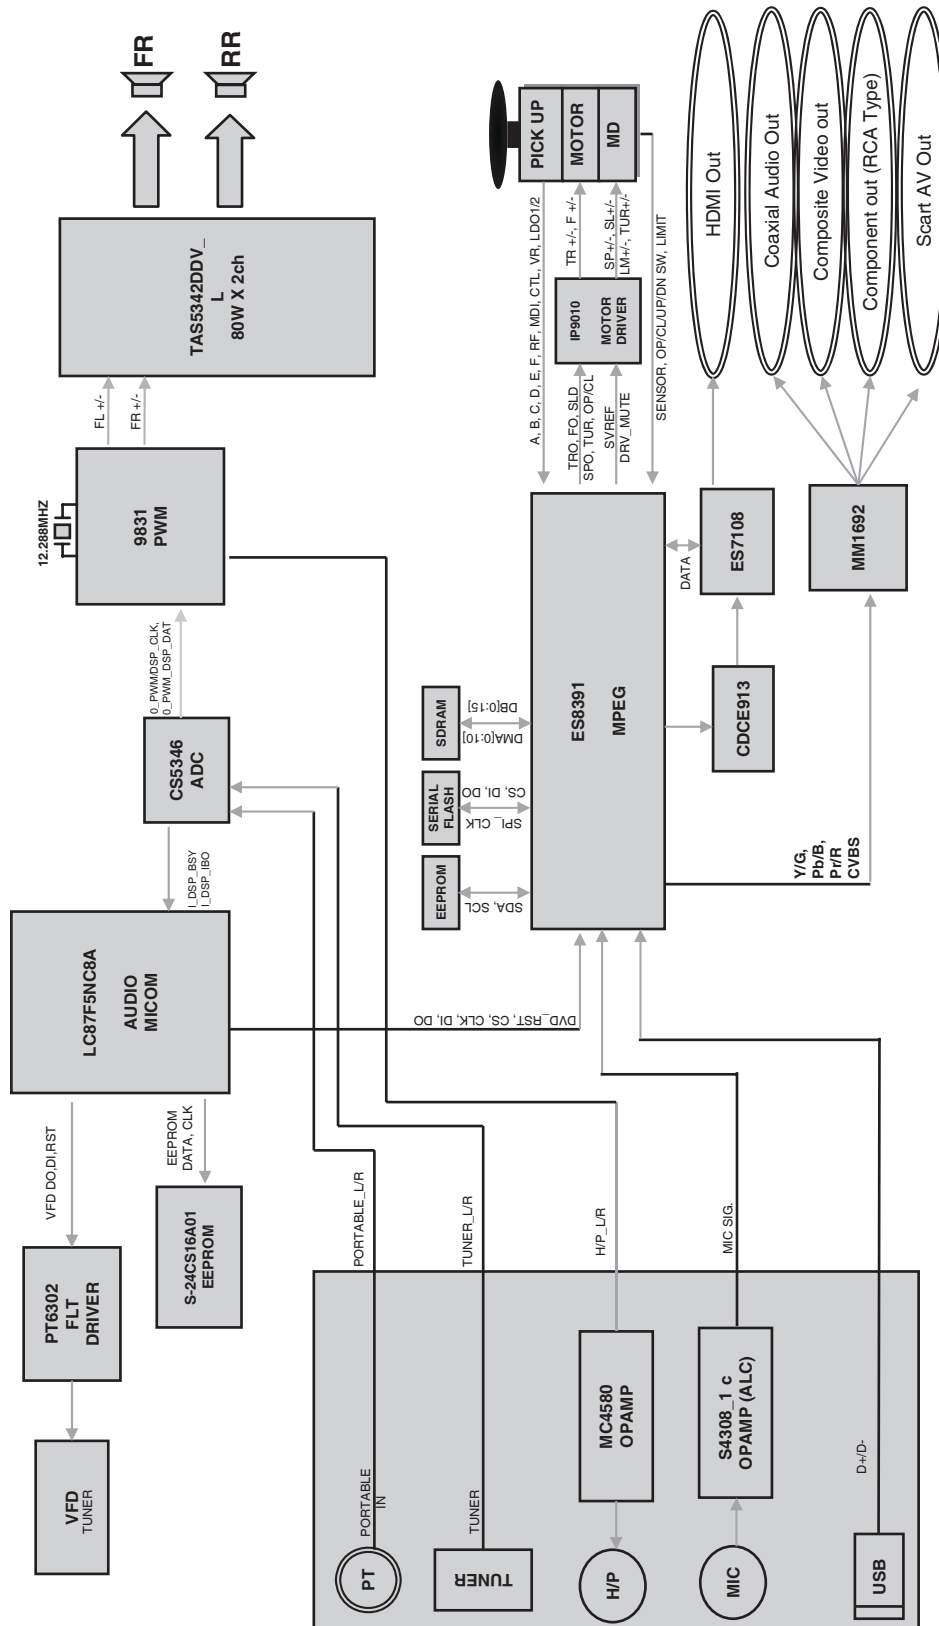 FR
RR
TAS5342DDV_
L
80W X 2ch
FL +/-
FR +/-
12.288MHZ
9831
PWM
0_PWM/DSP_CLK,
0_PWM_DSP_DAT
CS5346
ADC
I_DSP_BSY
I_DSP_IBO
LC87F5NC8A
AUDIO
MICOM
VFD DO,DI,RST
EEPROM
DATA, CLK
PT6302
FLT
DRIVER
S-24CS16A01
EEPROM
VFD
TUNER
PICK UP
MOTOR
MD
A, B, C, D, E, F, RF, MDI, CTL, VR, LDO1/2
TR +/-, F +/-
SP+/-, SL+/-
LM+/-, TUR+/-
IP9010
MOTOR
DRIVER
TRO, FO, SLD
SPO, TUR, OP/CL
SVREF
DRV_MUTE
SENSOR, OP/CL/UP/DN SW, LIMIT
ES8391
MPEG
SDRAM
DB[0:15]
DMA[0:10]
SERIAL
FLASH
CS, DI, DO
SPI_ CLK
EEPROM
SDA, SCL
DVD_RST, CS, CLK, DI, DO
DATA
ES7108
CDCE913
MM1692
Y/G,
Pb/B,
Pr/R
CVBS
HDMI Out
Coaxial Audio Out
Composite Video out
Component out (RCA Type)
Scart AV Out
PORTABLE_L/R
TUNER_L/R
H/P_L/R
MIC SIG.
PORTABLE
IN
PT
TUNER
TUNER
MC4580
OPAMP
H/P
S4308_1 c
OPAMP (ALC)
MIC
D+/D-
USB